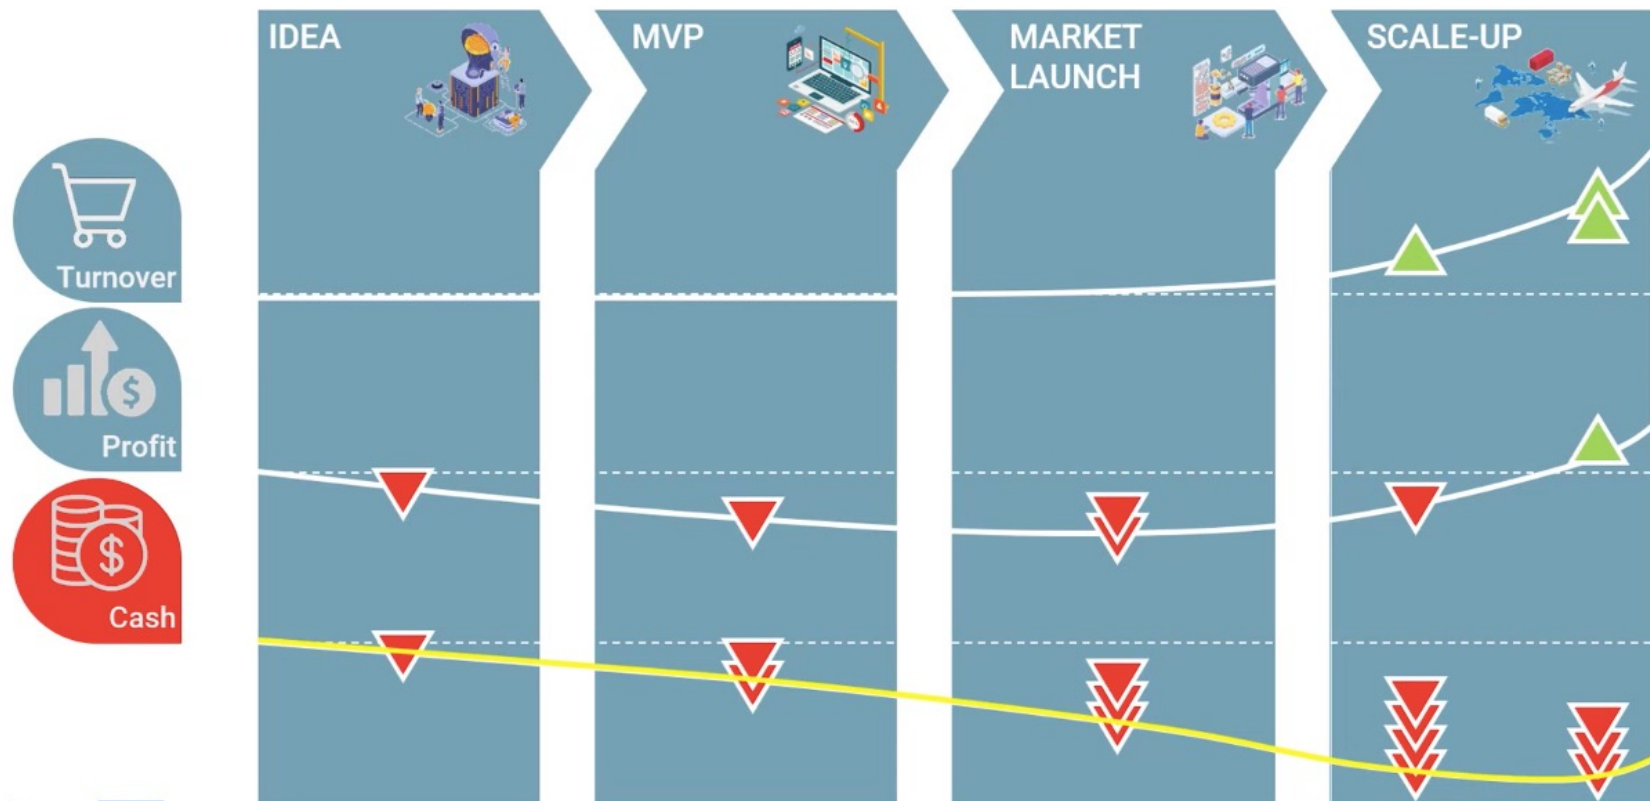 IDEA
MVP
MARKET
LAUNCH
SCALE-UP
Turnover
$
Profit
$
Cash